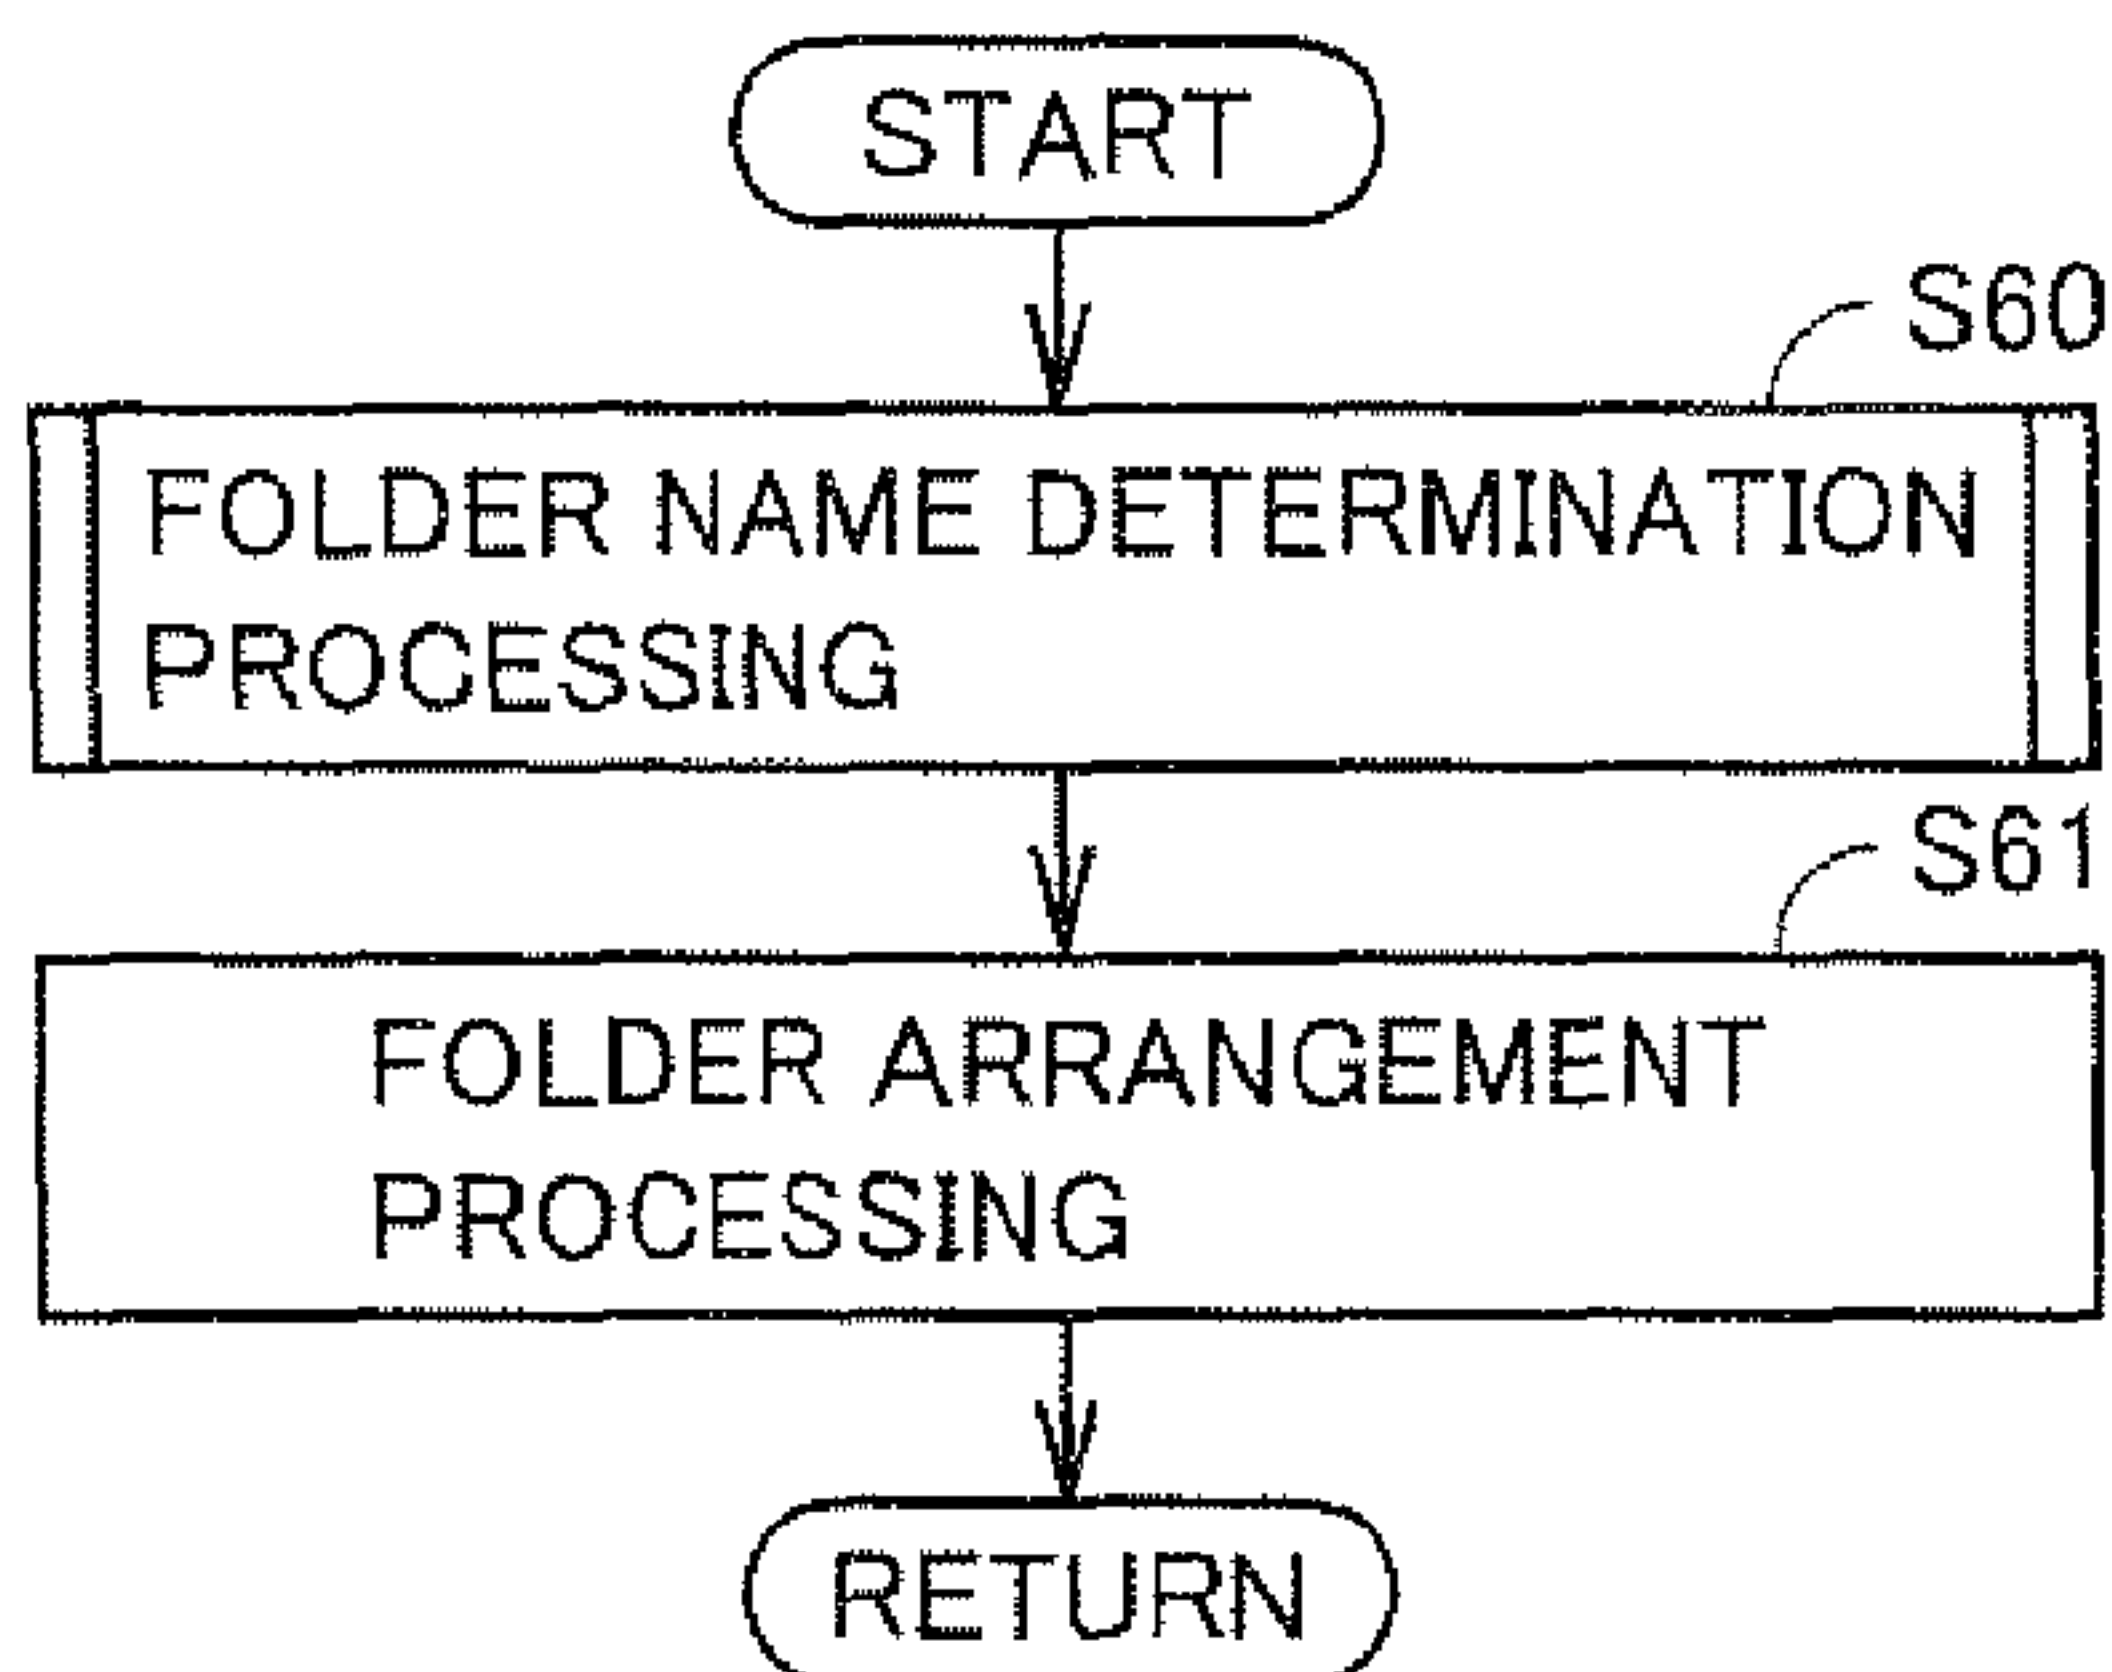 START
S60
FOLDER NAME DETERMINATION
PROCESSING
S61
FOLDER ARRANGEMENT
PROCESSING
RETURN